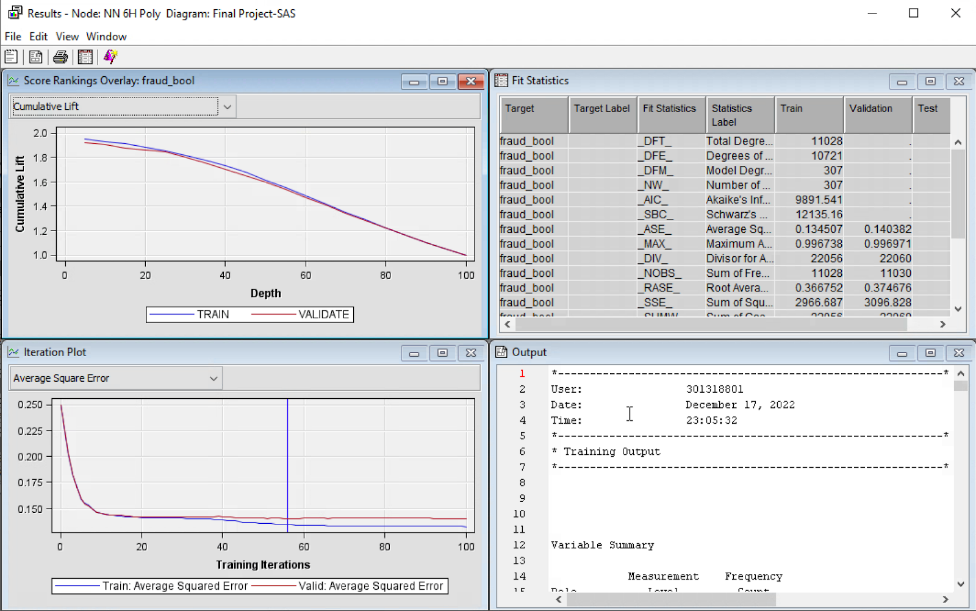 Results - Node: NN 6H Poly Diagram: Final Project-SAS
File Edit View Window
Score Rankings Overlay: fraud_bool
Cumulative Lift
Cumulative Lift
2.0
1.8
1.6
1.4
1.2
1.0
0 20 40 60 80 100
Depth
TRAIN VALIDATE
Fit Statistics
Target Target Label Fit Statistics Statistics Label Train Validation Test
fraud_bool _DFT_ Total Degre... 11028 .
fraud_bool _DFE_ Degrees of ... 10721 .
fraud_bool _DFM_ Model Degr... 307 .
fraud_bool _NW_ Number of ... 307 .
fraud_bool _AIC_ Akaike's Inf... 9891.541 .
fraud_bool _SBC_ Schwarz's ... 12135.16 .
fraud_bool _ASE_ Average Sq... 0.134507 0.140382
fraud_bool _MAX_ Maximum A... 0.996738 0.996971
fraud_bool _DIV_ Divisor for A... 22056 22060
fraud_bool _NOBS_ Sum of Fre... 11028 11030
fraud_bool _RASE_ Root Avera... 0.366752 0.374676
fraud_bool _SSE_ Sum of Squ... 2966.687 3096.828
Iteration Plot
Average Square Error
0.250
0.225
0.200
0.175
0.150
0 20 40 60 80 100
Training Iterations
Train: Average Squared Error Valid: Average Squared Error
Output
1 *------------------------------------------------------------*
2 User: 301318801
3 Date: December 17, 2022
4 Time: 23:05:32
5 *------------------------------------------------------------*
6 * Training Output
7 *------------------------------------------------------------*
8
9
10
11
12 Variable Summary
13
14 Measurement Frequency
15 Role Level Count